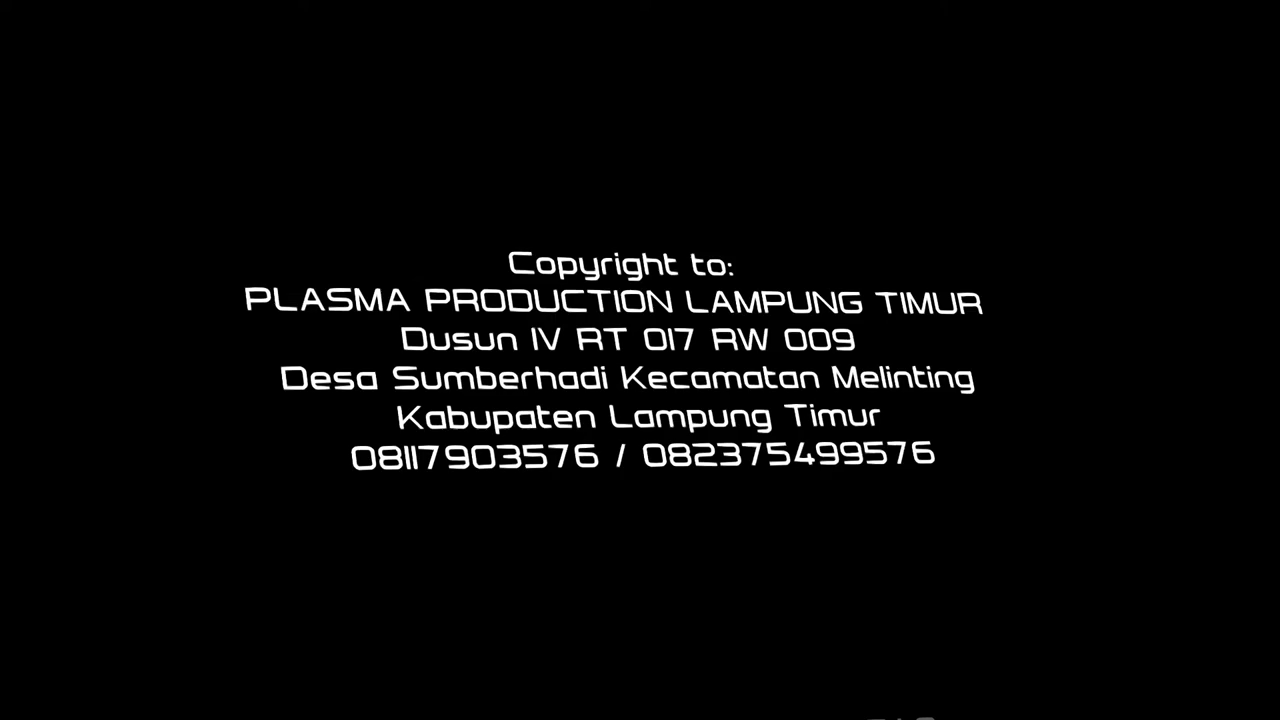 Copyright to:
PLASMA PRODUCTION LAMPUNG TIMUR
Dusun IV RT 017 RW 009
Desa Sumberhadi Kecamatan Melinting
Kabupaten Lampung Timur
08117903576 / 082375499576